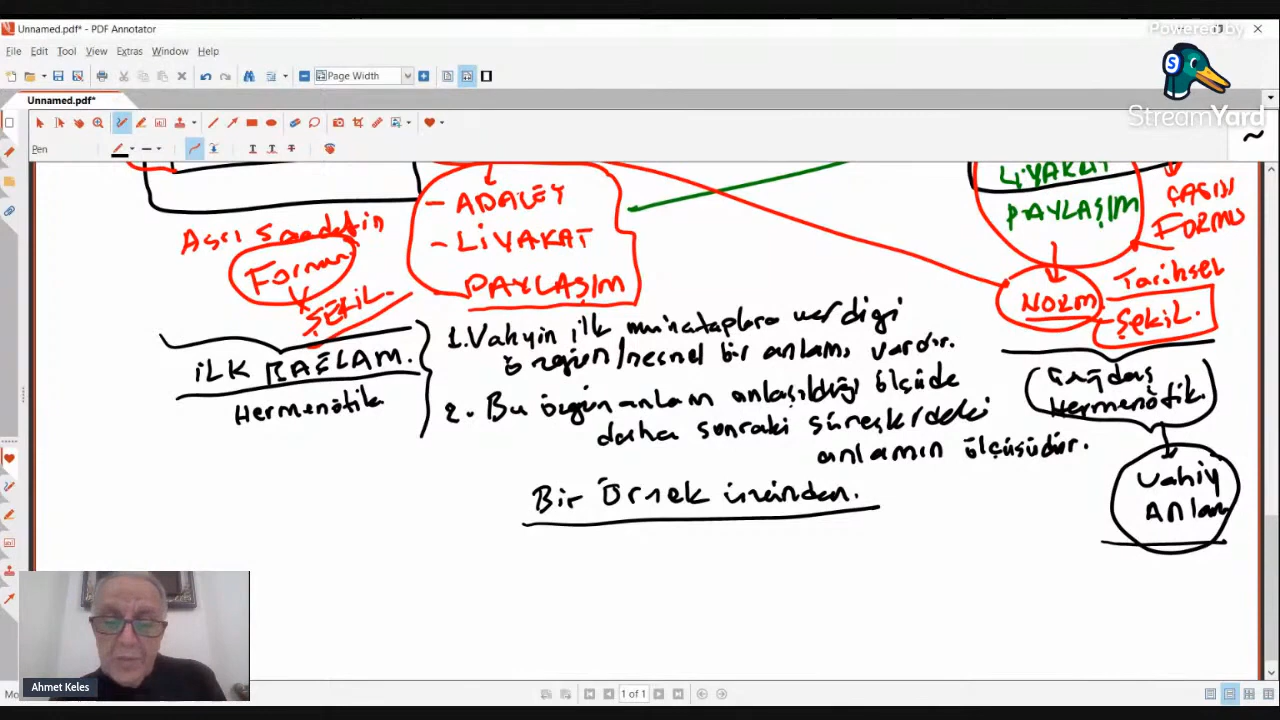 Unnamed.pdf* - PDF Annotator
Powered by
File Edit Tool View Extras Window Help
Page Width
StreamYard
Unnamed.pdf*
Pen
LİYAKAT
PAYLAŞIM
ÇAĞIN
FORMU
- ADALET
- LİYAKAT
PAYLAŞIM
Asrı Saadetin
Formu
ŞEKİL.
NORM
Tarihsel
- Şekil.
İLK BAĞLAM.
Hermenötik
1. Vahyin ilk muhataplara verdigi
özgün/nesnel bir anlamı vardır.
2. Bu özgün anlam anlaşıldığı ölçüde
daha sonraki süreçlerdeki
anlamın ölçüsüdür.
Çağdaş
Hermenötik.
Vahiy
Anlam
Bir Örnek üzerinden.
Ahmet Keles
1 of 1